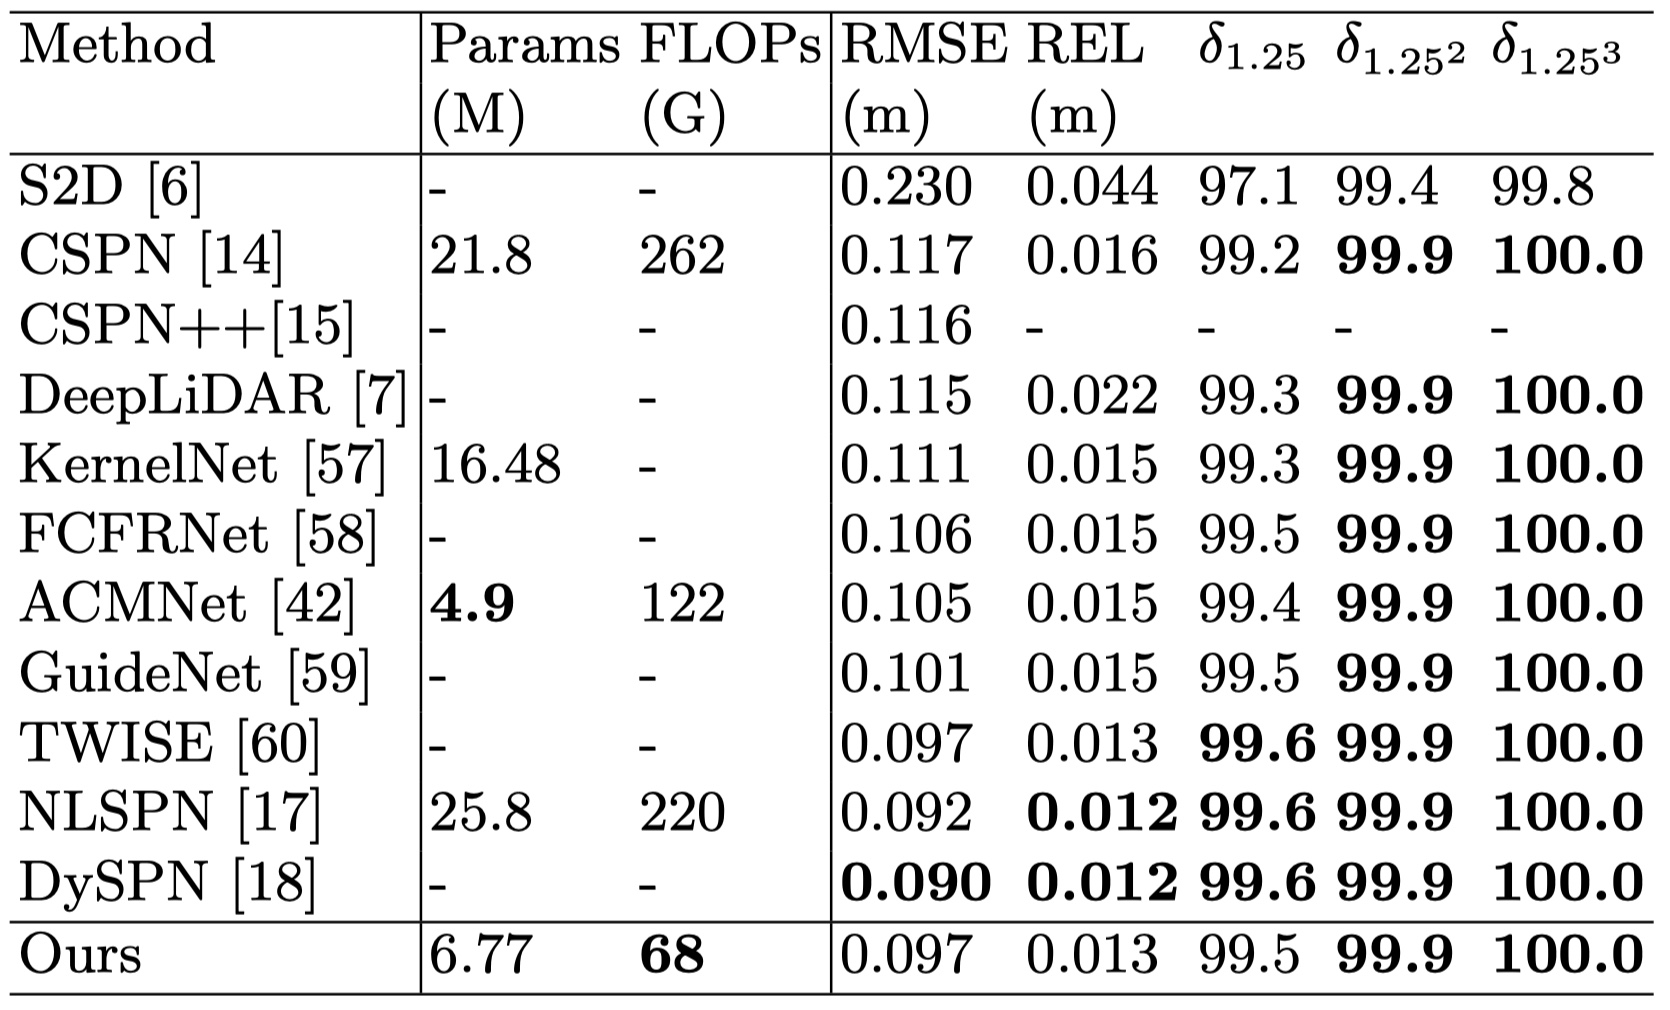 Method Params FLOPs RMSE REL δ1.25 δ1.25² δ1.25³
(M) (G) (m) (m)
S2D [6] - - 0.230 0.044 97.1 99.4 99.8
CSPN [14] 21.8 262 0.117 0.016 99.2 99.9 100.0
CSPN++[15] - - 0.116 - - - -
DeepLiDAR [7] - - 0.115 0.022 99.3 99.9 100.0
KernelNet [57] 16.48 - 0.111 0.015 99.3 99.9 100.0
FCFRNet [58] - - 0.106 0.015 99.5 99.9 100.0
ACMNet [42] 4.9 122 0.105 0.015 99.4 99.9 100.0
GuideNet [59] - - 0.101 0.015 99.5 99.9 100.0
TWISE [60] - - 0.097 0.013 99.6 99.9 100.0
NLSPN [17] 25.8 220 0.092 0.012 99.6 99.9 100.0
DySPN [18] - - 0.090 0.012 99.6 99.9 100.0
Ours 6.77 68 0.097 0.013 99.5 99.9 100.0